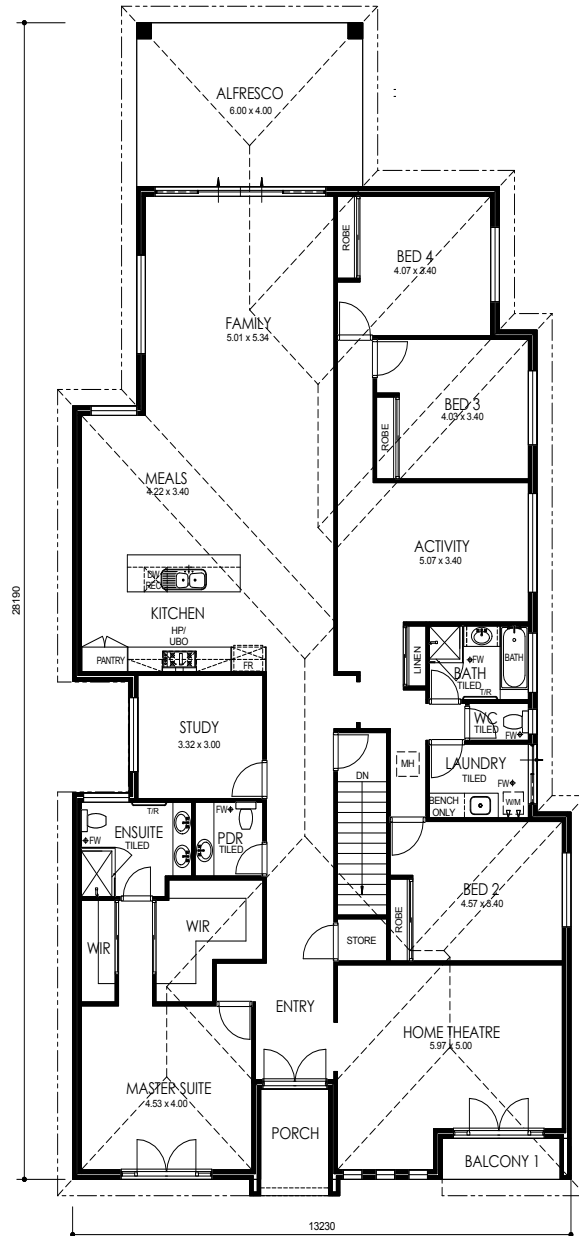 ALFRESCO
6.00 x 4.00
ROBE
BED 4
4.07 x 3.40
FAMILY
5.01 x 5.34
BED 3
4.03 x 3.40
ROBE
MEALS
4.22 x 3.40
ACTIVITY
5.07 x 3.40
DW
REC
28190
KITCHEN
HP/
UBO
PANTRY
FR
LINEN
FW
BATH
BATH
TILED
T/R
STUDY
3.32 x 3.00
WC
TILED
FW
DN
MH
LAUNDRY
TILED
FW
BENCH
ONLY
W/M
T/R
FW
ENSUITE
TILED
FW
PDR
TILED
BED 2
4.57 x 3.40
ROBE
WIR
WIR
STORE
ENTRY
HOME THEATRE
5.97 x 5.00
MASTER SUITE
4.53 x 4.00
PORCH
BALCONY 1
13230